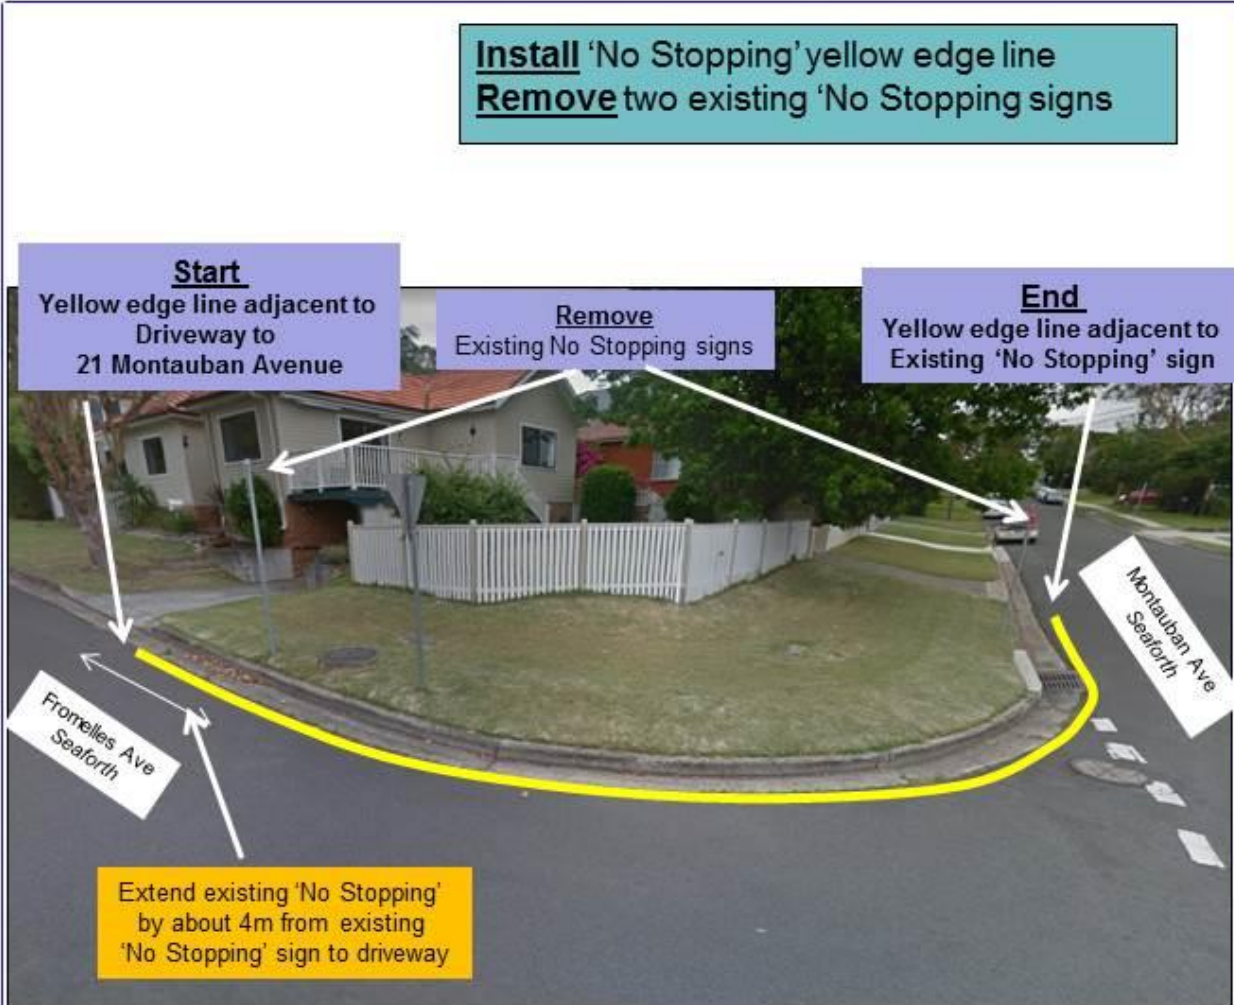 Install ‘No Stopping’ yellow edge line
Remove two existing ‘No Stopping signs
Start
Yellow edge line adjacent to
Driveway to
21 Montauban Avenue
Remove
Existing No Stopping signs
End
Yellow edge line adjacent to
Existing ‘No Stopping’ sign
Montauban Ave
Seaforth
Fromelles Ave
Seaforth
Extend existing ‘No Stopping’
by about 4m from existing
‘No Stopping’ sign to driveway